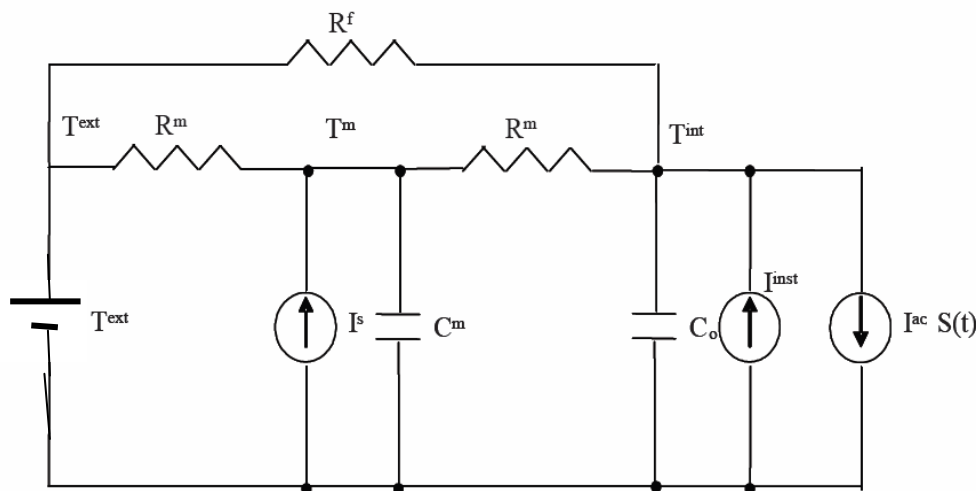 R^f
T^ext R^m T^m R^m T^int
I^inst
T^ext I^s C^m C_o I^ac S(t)